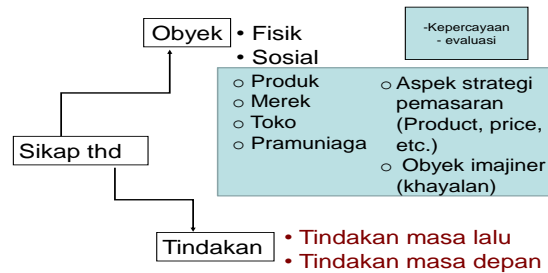 Obyek
• Fisik
• Sosial
-Kepercayaan
- evaluasi
○ Produk
○ Merek
○ Toko
○ Pramuniaga
○ Aspek strategi
pemasaran
(Product, price,
etc.)
○ Obyek imajiner
(khayalan)
Sikap thd
Tindakan
• Tindakan masa lalu
• Tindakan masa depan